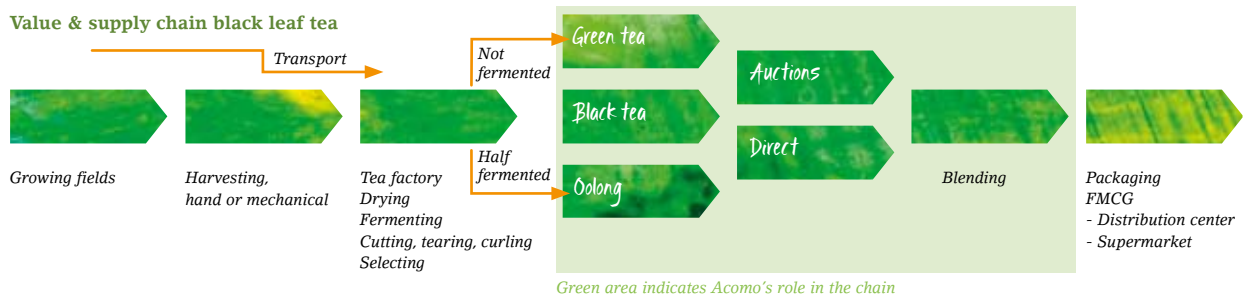 Value & supply chain black leaf tea
Transport
Not
fermented
Half
fermented
Green tea
Black tea
Oolong
Auctions
Direct
Growing fields
Harvesting,
hand or mechanical
Tea factory
Drying
Fermenting
Cutting, tearing, curling
Selecting
Blending
Packaging
FMCG
- Distribution center
- Supermarket
Green area indicates Acomo's role in the chain